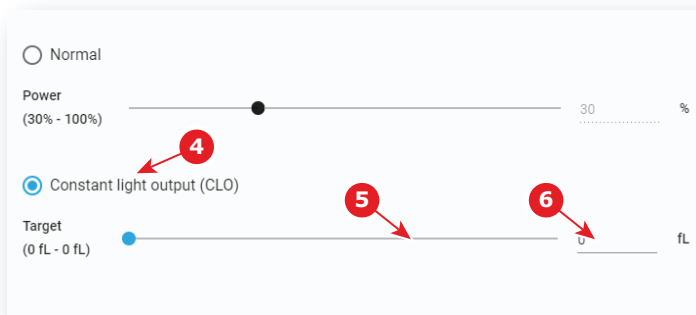 Normal
Power
(30% - 100%)
30 %
4
Constant light output (CLO)
5
6
Target
(0 fL - 0 fL)
0 fL